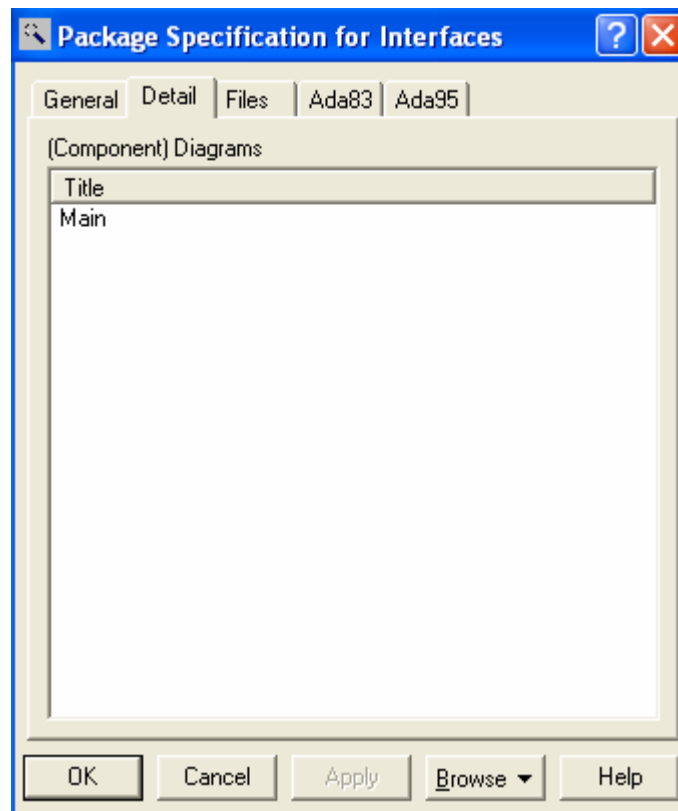 Package Specification for Interfaces
General Detail Files Ada83 Ada95
(Component) Diagrams
Title
Main
OK Cancel Apply Browse Help